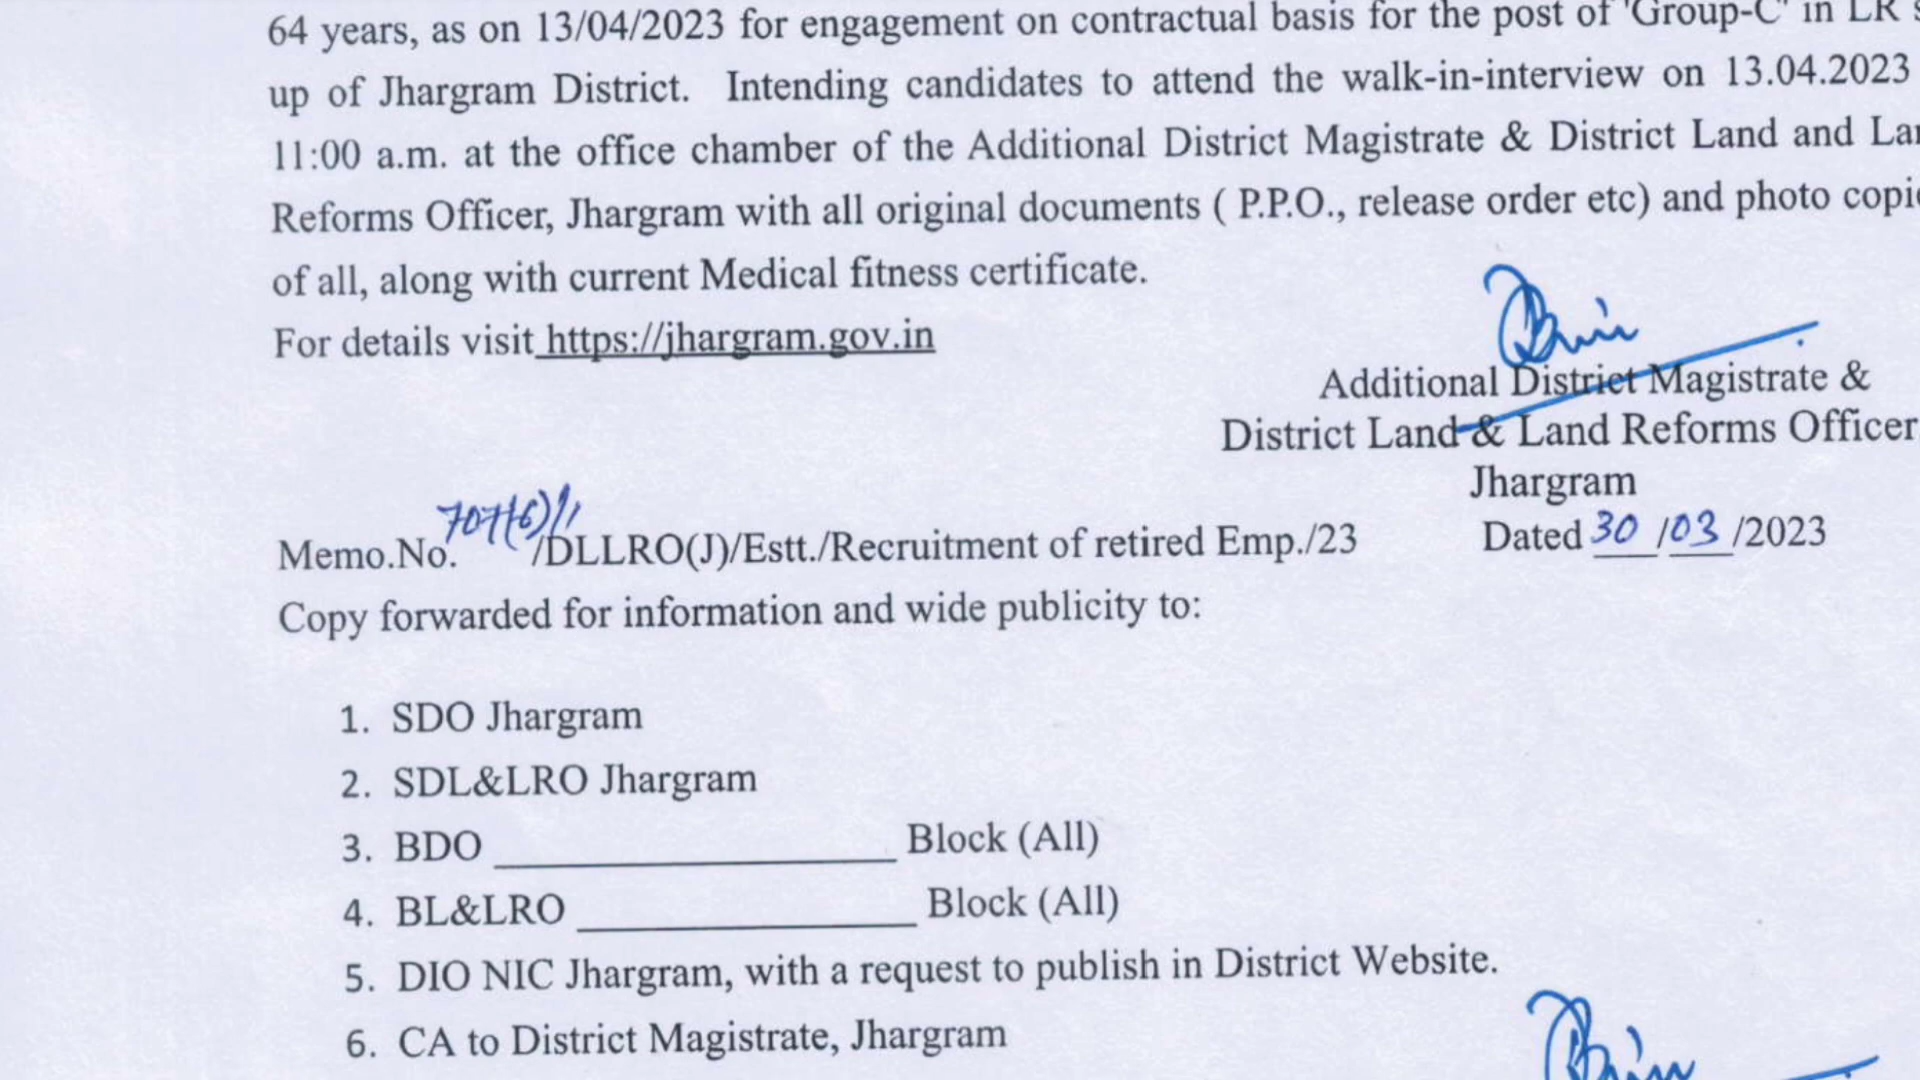 64 years, as on 13/04/2023 for engagement on contractual basis for the post of 'Group-C' in LR s
up of Jhargram District. Intending candidates to attend the walk-in-interview on 13.04.2023
11:00 a.m. at the office chamber of the Additional District Magistrate & District Land and Lan
Reforms Officer, Jhargram with all original documents ( P.P.O., release order etc) and photo copie
of all, along with current Medical fitness certificate.
For details visit https://jhargram.gov.in
Additional District Magistrate &
District Land & Land Reforms Officer
Jhargram
Memo.No. 707(6)/1/DLLRO(J)/Estt./Recruitment of retired Emp./23 Dated 30/03/2023
Copy forwarded for information and wide publicity to:
1. SDO Jhargram
2. SDL&LRO Jhargram
3. BDO ____________________ Block (All)
4. BL&LRO ________________ Block (All)
5. DIO NIC Jhargram, with a request to publish in District Website.
6. CA to District Magistrate, Jhargram